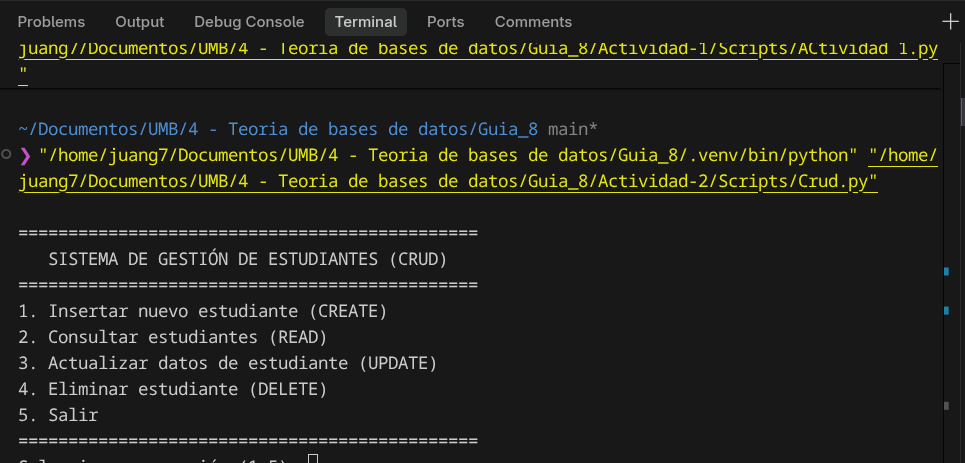 Problems Output Debug Console Terminal Ports Comments
juang7/Documentos/UMB/4 - Teoria de bases de datos/Guia_8/Actividad-1/Scripts/ACtividad 1.py
"
~/Documentos/UMB/4 - Teoria de bases de datos/Guia_8 main*
❯ "/home/juang7/Documentos/UMB/4 - Teoria de bases de datos/Guia_8/.venv/bin/python" "/home/
juang7/Documentos/UMB/4 - Teoria de bases de datos/Guia_8/Actividad-2/Scripts/Crud.py"
==============================================
SISTEMA DE GESTIÓN DE ESTUDIANTES (CRUD)
==============================================
1. Insertar nuevo estudiante (CREATE)
2. Consultar estudiantes (READ)
3. Actualizar datos de estudiante (UPDATE)
4. Eliminar estudiante (DELETE)
5. Salir
==============================================